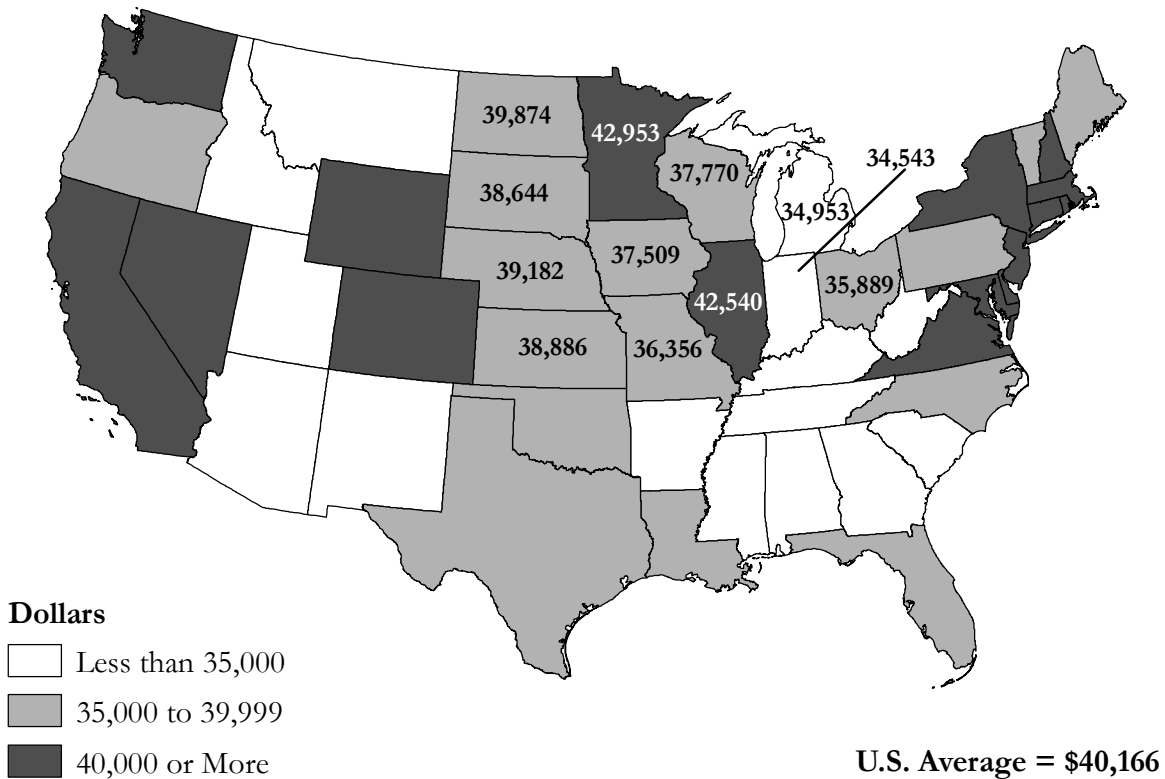 39,874
42,953
34,543
37,770
38,644
34,953
37,509
39,182
35,889
42,540
38,886
36,356
Dollars
Less than 35,000
35,000 to 39,999
40,000 or More
U.S. Average = $40,166